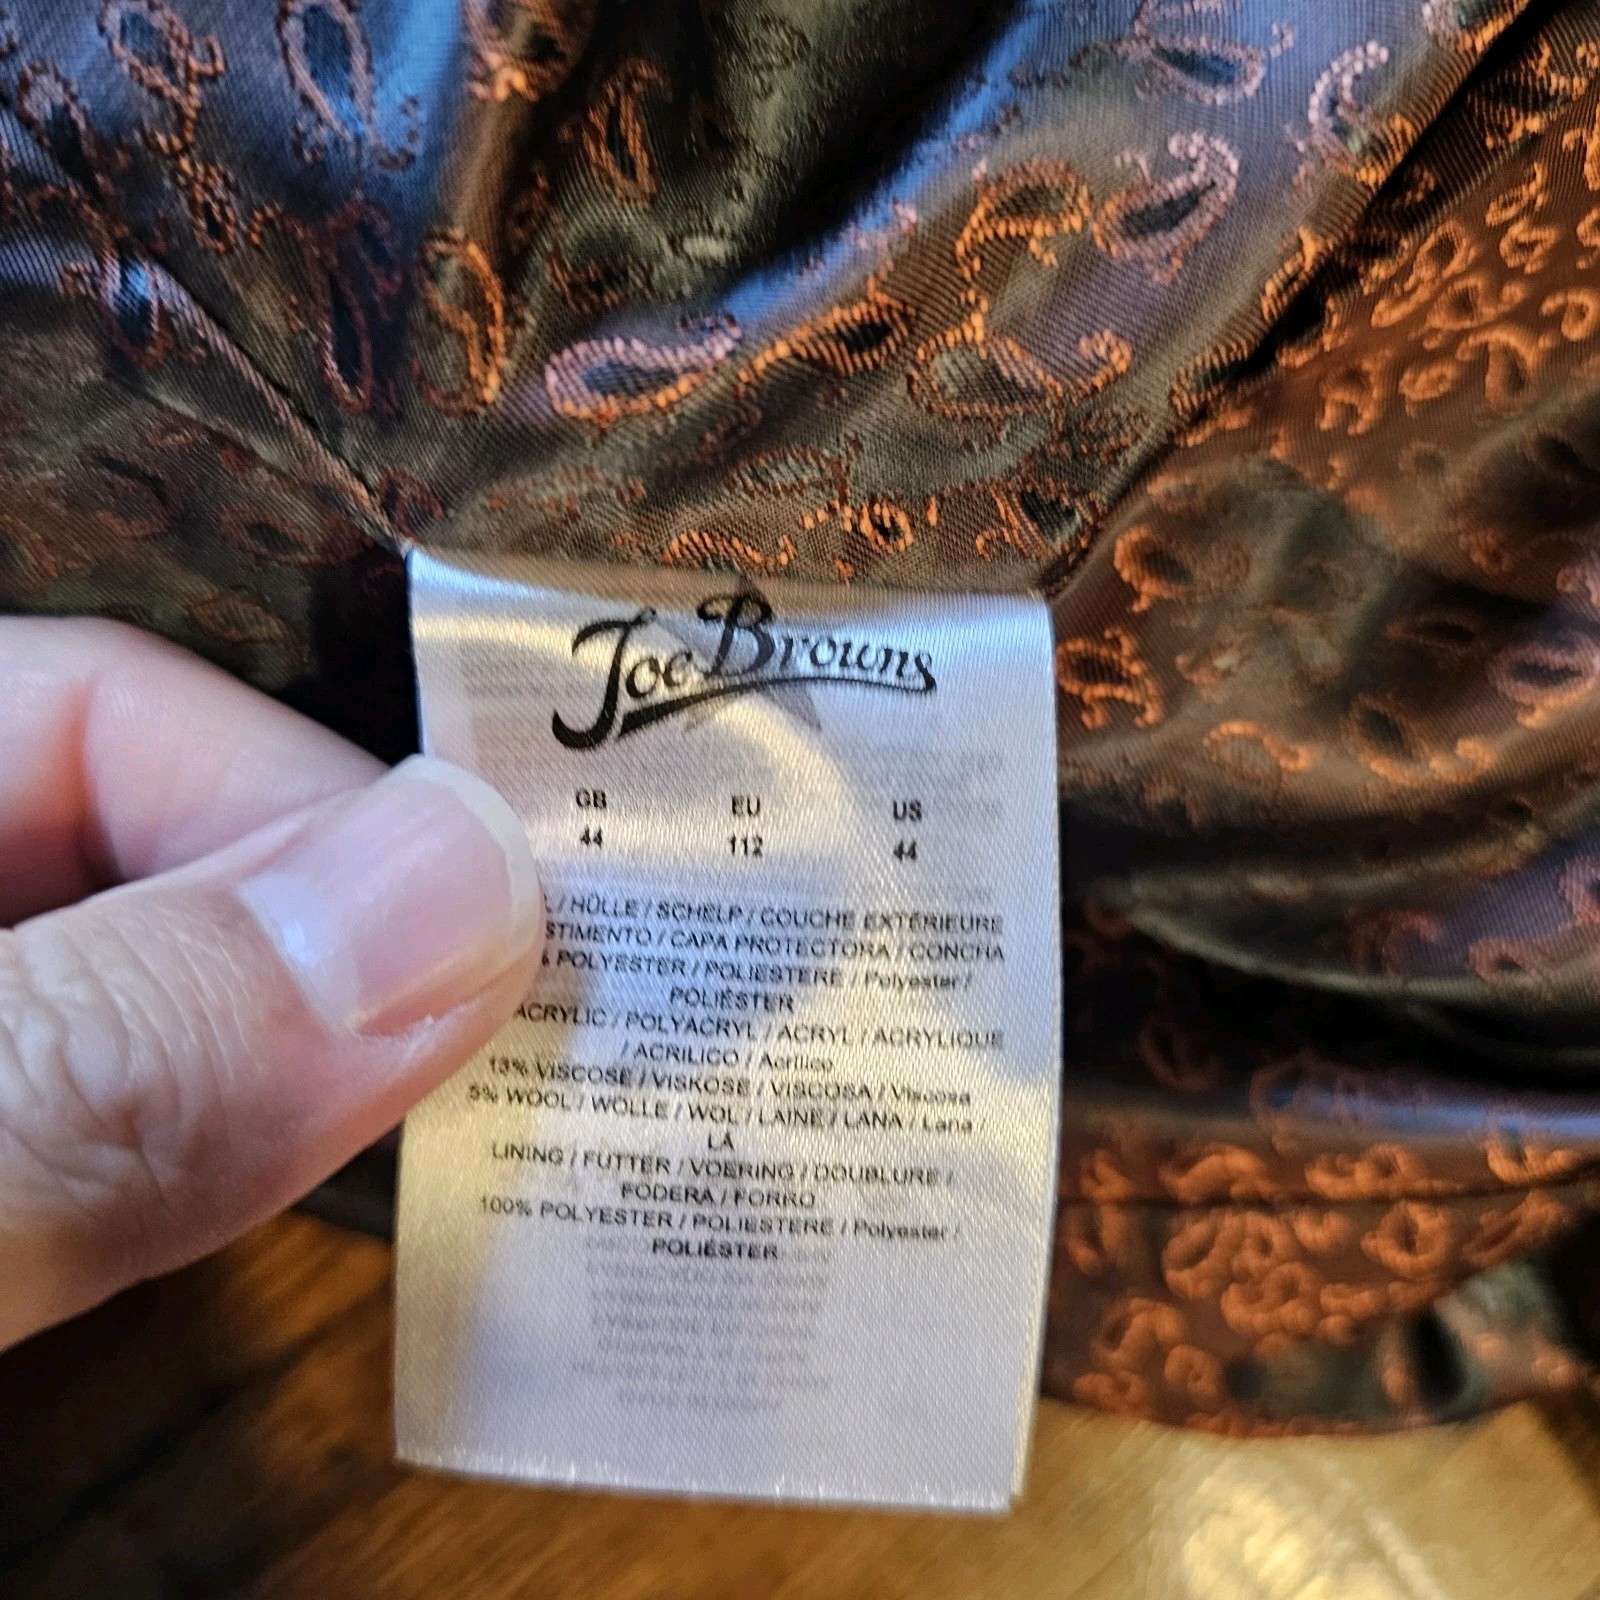 Joe Browns
GB EU US
44 112 44
/ HÜLLE / SCHELP / COUCHE EXTÉRIEURE
/ CAPA PROTECTORA / CONCHA
% POLYESTER / POLIESTERE / Polyester /
POLIÉSTER
ACRYLIC / POLYACRYL / ACRYL / ACRYLIQUE
/ ACRILICO / Acrílico
13% VISCOSE / VISKOSE / VISCOSA / Viscosa
5% WOOL / WOLLE / WOL / LAINE / LANA / Lana /
LÃ
LINING / FUTTER / VOERING / DOUBLURE /
FODERA / FORRO
100% POLYESTER / POLIESTERE / Polyester /
POLIÉSTER